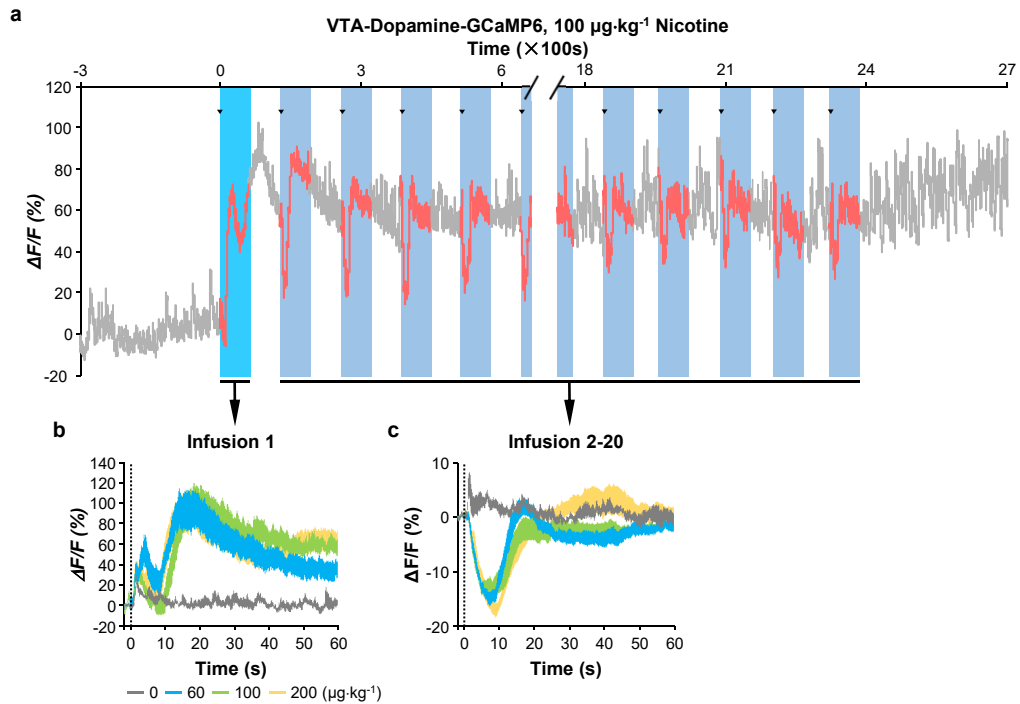 a
VTA-Dopamine-GCaMP6, 100 µg·kg⁻¹ Nicotine
Time (×100s)
-3 0 3 6 18 21 24 27
ΔF/F (%)
120
100
80
60
40
20
0
-20
b
Infusion 1
ΔF/F (%)
140
120
100
80
60
40
20
0
-20
0 10 20 30 40 50 60
Time (s)
c
Infusion 2-20
ΔF/F (%)
10
0
-10
-20
0 10 20 30 40 50 60
Time (s)
0 60 100 200 (µg·kg⁻¹)